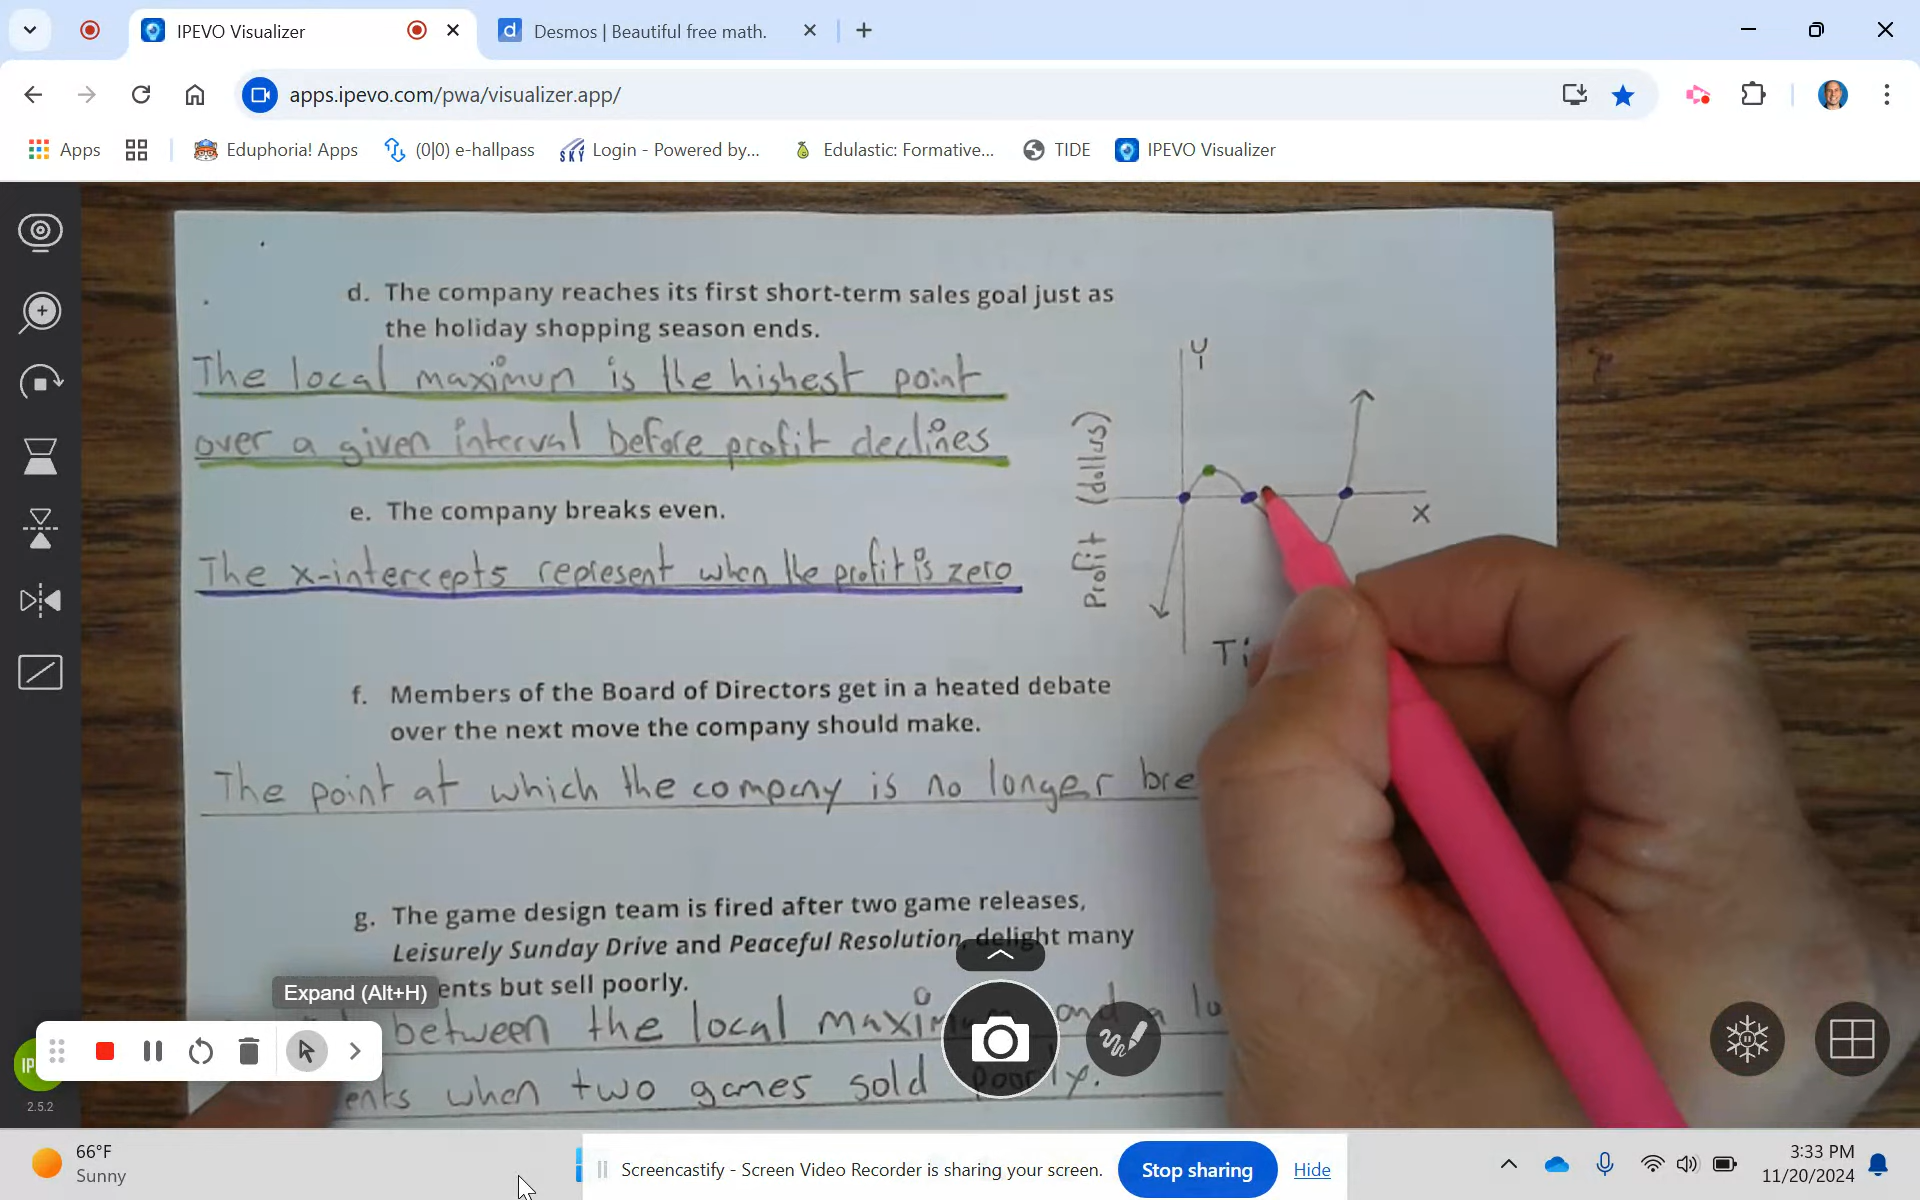 IPEVO Visualizer
Desmos | Beautiful free math.
apps.ipevo.com/pwa/visualizer.app/
Apps
Eduphoria! Apps
(0|0) e-hallpass
Login - Powered by...
Edulastic: Formative...
TIDE
IPEVO Visualizer
d. The company reaches its first short-term sales goal just as
the holiday shopping season ends.
The local maximum is the highest point
over a given interval before profit declines
e. The company breaks even.
The x-intercepts represent when the profit is zero
f. Members of the Board of Directors get in a heated debate
over the next move the company should make.
The point at which the company is no longer bre
g. The game design team is fired after two game releases,
Leisurely Sunday Drive and Peaceful Resolution, delight many
ents but sell poorly.
between the local maximum and a lo
ents when two games sold poorly.
Y
X
Profit (dollars)
Ti
Expand (Alt+H)
IP
2.5.2
66°F
Sunny
Screencastify - Screen Video Recorder is sharing your screen.
Stop sharing
Hide
3:33 PM
11/20/2024